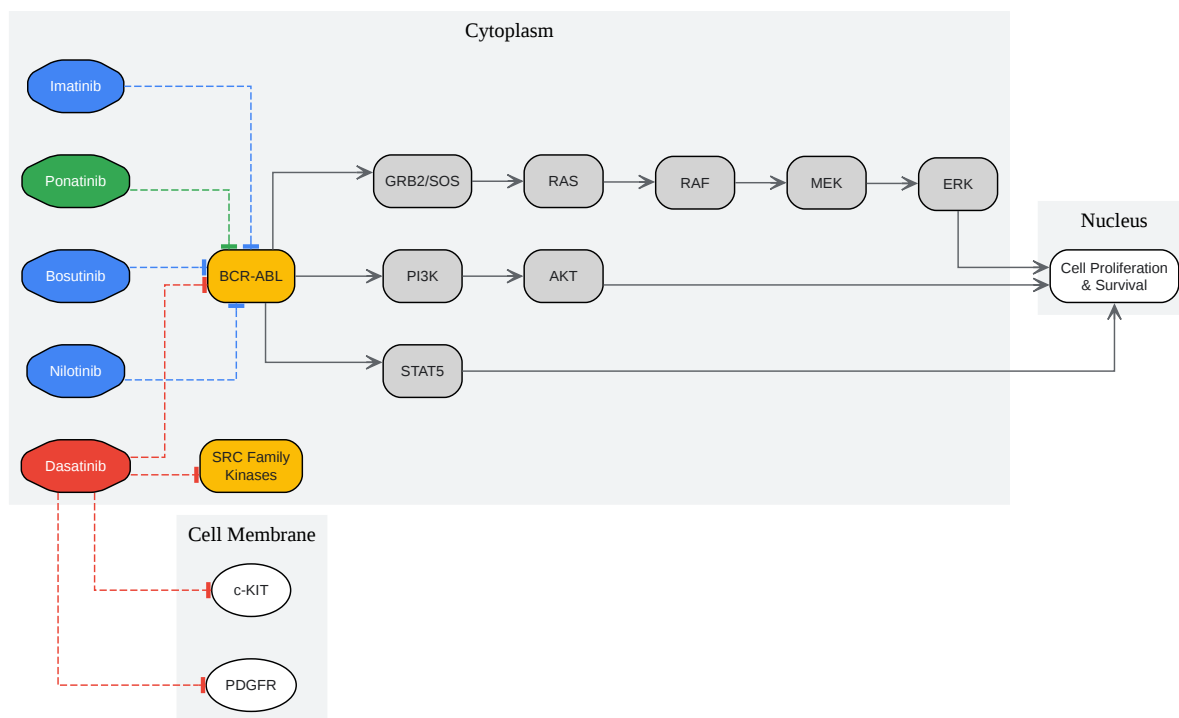 Cytoplasm
Imatinib
Ponatinib
GRB2/SOS
RAS
RAF
MEK
ERK
Nucleus
Bosutinib
BCR-ABL
PI3K
AKT
Cell Proliferation
& Survival
Nilotinib
STAT5
Dasatinib
SRC Family
Kinases
Cell Membrane
c-KIT
PDGFR